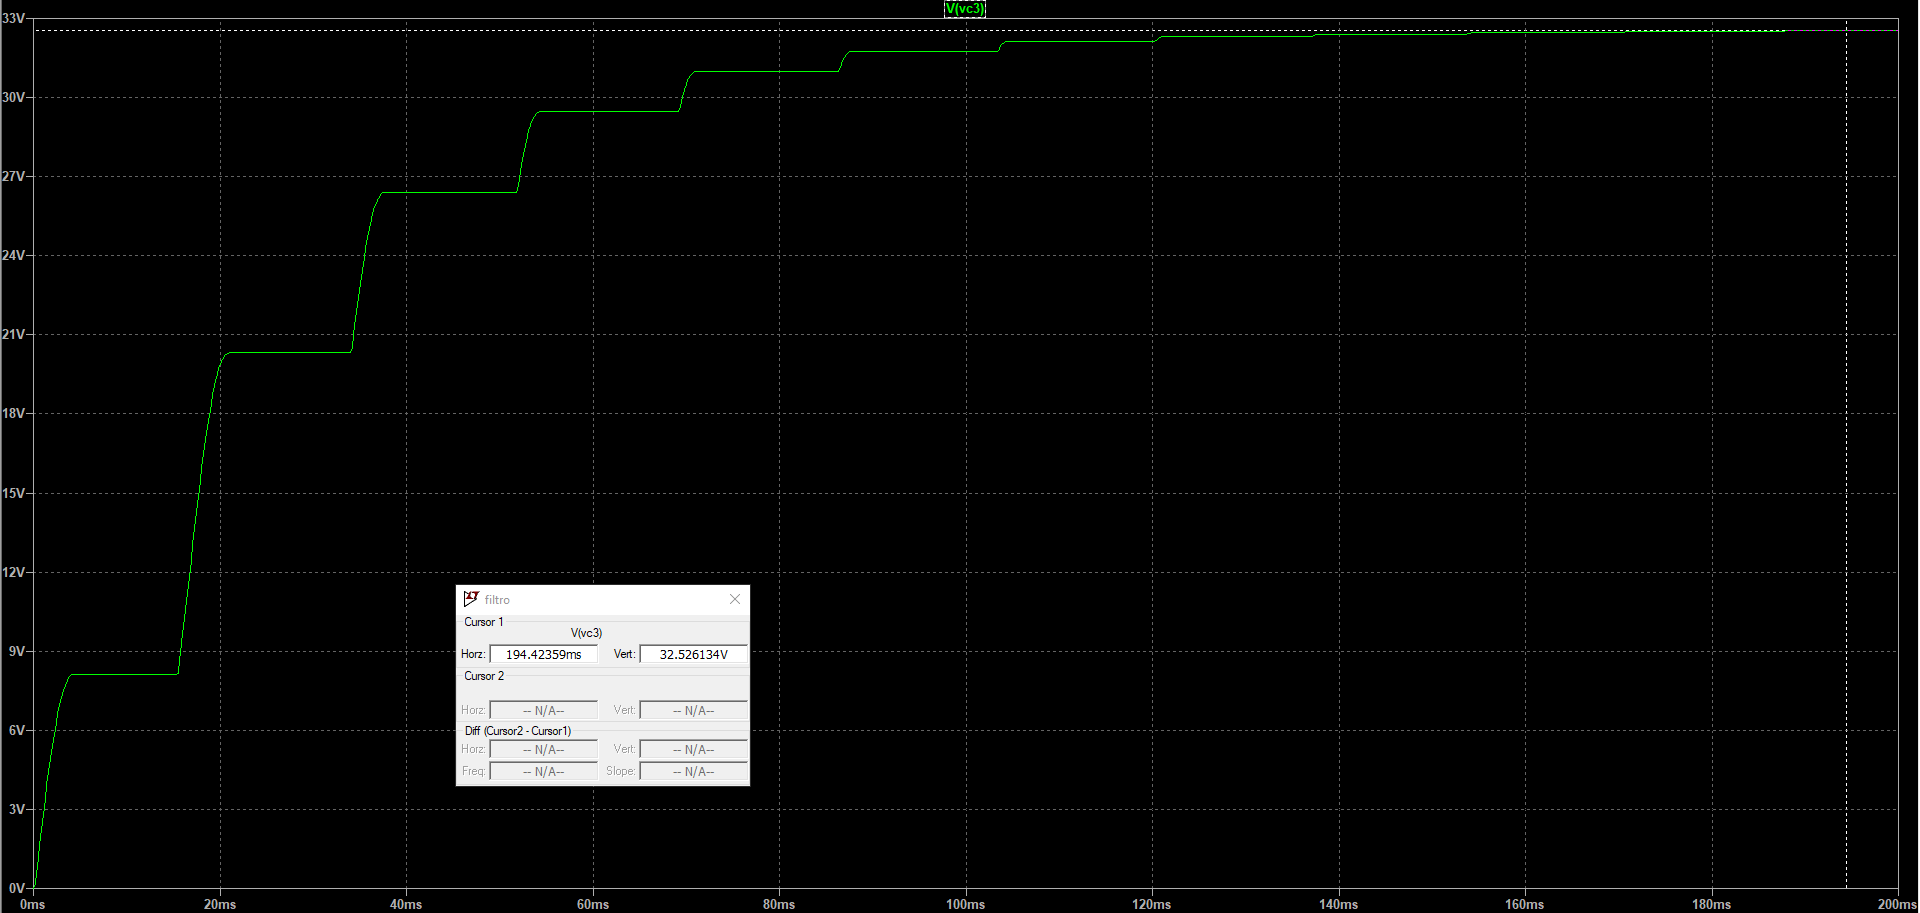 V(vc3)
33V
30V
27V
24V
21V
18V
15V
12V
9V
6V
3V
0V
filtro
Cursor 1
V(vc3)
Horz: 194.42359ms Vert: 32.526134V
Cursor 2
Horz: -- N/A-- Vert: -- N/A--
Diff (Cursor2 - Cursor1)
Horz: -- N/A-- Vert: -- N/A--
Freq: -- N/A-- Slope: -- N/A--
0ms 20ms 40ms 60ms 80ms 100ms 120ms 140ms 160ms 180ms 200ms